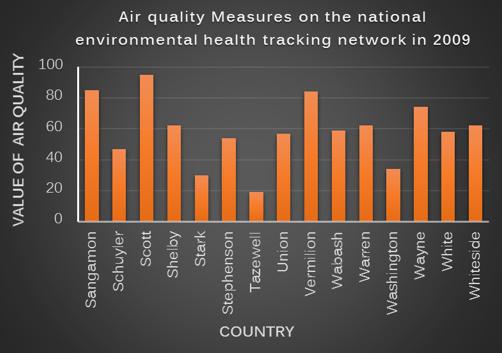 Air quality Measures on the national
environmental health tracking network in 2009
VALUE OF AIR QUALITY
100
80
60
40
20
0
Sangamon
Schuyler
Scott
Shelby
Stark
Stephenson
Tazewell
Union
Vermilion
Wabash
Warren
Washington
Wayne
White
Whiteside
COUNTRY